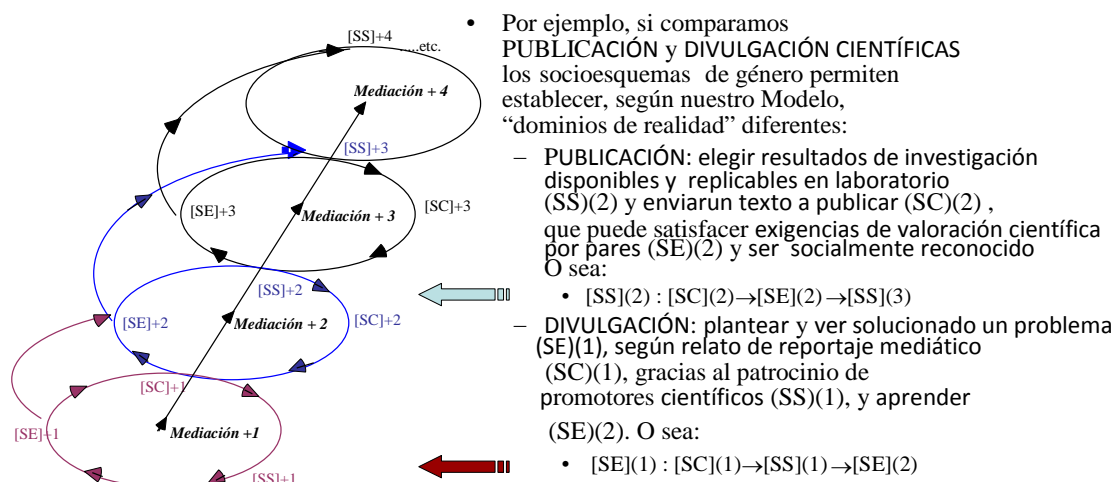 [SS]+4
.....etc.
Mediación + 4
[SS]+3
[SE]+3
Mediación + 3
[SC]+3
[SS]+2
[SE]+2
Mediación + 2
[SC]+2
[SC]+1
[SE]+1
Mediación +1
[SS]+1
• Por ejemplo, si comparamos
PUBLICACIÓN y DIVULGACIÓN CIENTÍFICAS
los socioesquemas de género permiten
establecer, según nuestro Modelo,
“dominios de realidad” diferentes:
– PUBLICACIÓN: elegir resultados de investigación
disponibles y replicables en laboratorio
(SS)(2) y enviarun texto a publicar (SC)(2) ,
que puede satisfacer exigencias de valoración científica
por pares (SE)(2) y ser socialmente reconocido
O sea:
• [SS](2) : [SC](2)→[SE](2)→[SS](3)
– DIVULGACIÓN: plantear y ver solucionado un problema
(SE)(1), según relato de reportaje mediático
(SC)(1), gracias al patrocinio de
promotores científicos (SS)(1), y aprender
(SE)(2). O sea:
• [SE](1) : [SC](1)→[SS](1)→[SE](2)